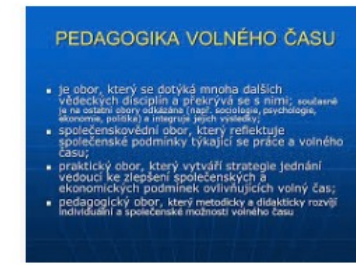 PEDAGOGIKA VOLNÉHO ČASU
je obor, který se dotýká mnoha dalších
vědeckých disciplin a překrývá se s nimi; současně
je na ostatní obory odkázána (např. sociologie, psychologie,
ekonomie, politika) a integruje jejich výsledky;
společenskovědní obor, který reflektuje
společenské podmínky týkající se práce a volného
času;
praktický obor, který vytváří strategie jednání
vedoucí ke zlepšení společenských a
ekonomických podmínek ovlivňujících volný čas;
pedagogický obor, který metodicky a didakticky rozvíjí
individuální a společenské možnosti volného času